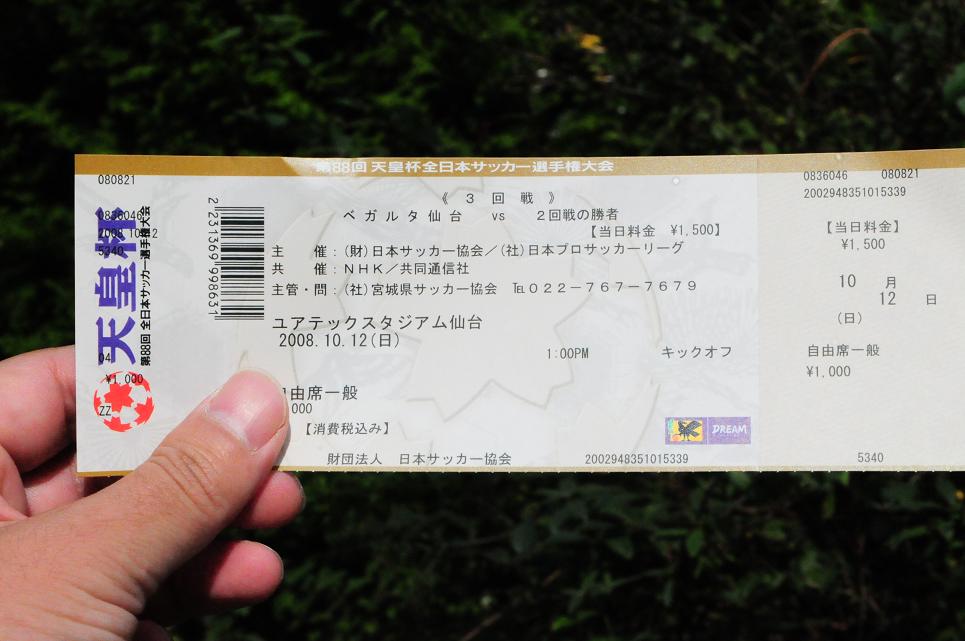 第88回 天皇杯全日本サッカー選手権大会
080821
0836046
2008.10.12
5340
天皇杯
第88回 全日本サッカー選手権大会
04
¥1,000
ZZ
2231369998631
《 3 回 戦 》
ベガルタ仙台 vs 2回戦の勝者
【当日料金 ¥1,500】
主 催:(財)日本サッカー協会/(社)日本プロサッカーリーグ
共 催:NHK/共同通信社
主管・問:(社)宮城県サッカー協会 ℡022-767-7679
ユアテックスタジアム仙台
2008.10.12(日)
1:00PM キックオフ
自由席一般
000
【消費税込み】
DREAM
財団法人 日本サッカー協会 2002948351015339
0836046 080821
2002948351015339
【当日料金】
¥1,500
10 月
12 日
(日)
自由席一般
¥1,000
5340